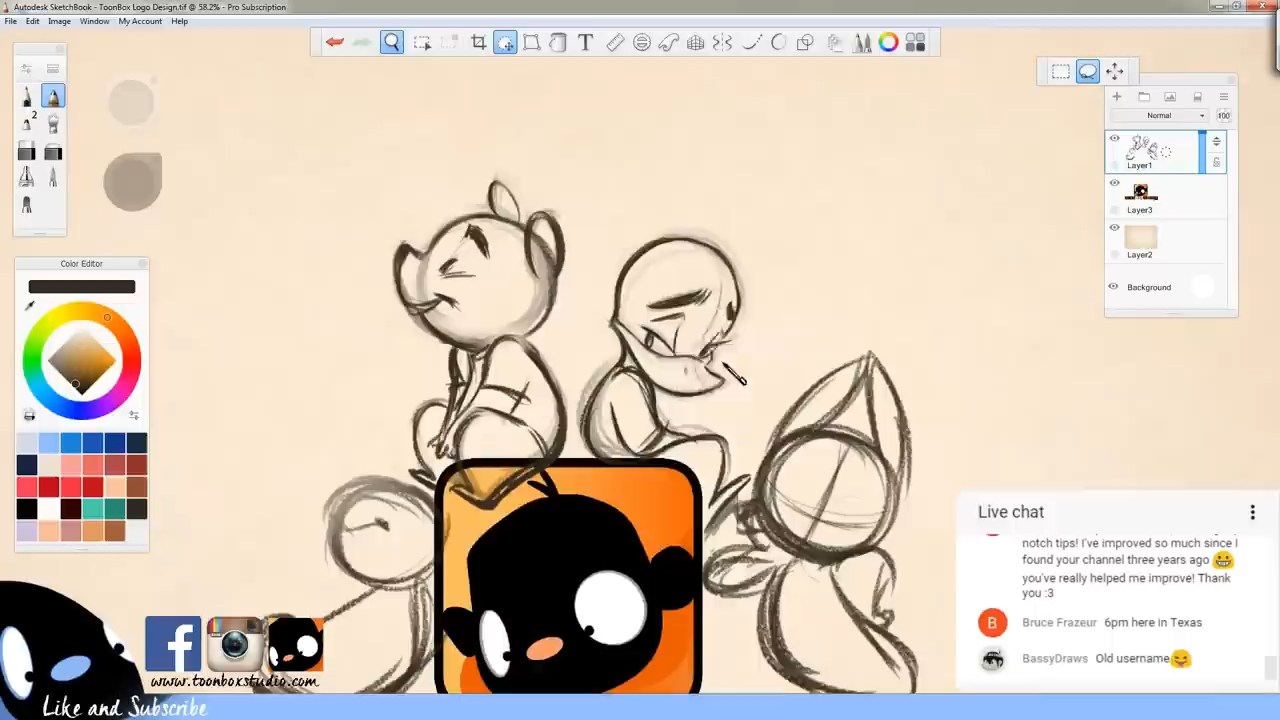 Autodesk SketchBook - ToonBox Logo Design.tif @ 58.2% - Pro Subscription
File Edit Image Window My Account Help
T
2
Color Editor
Normal 100
Layer1
Layer3
Layer2
Background
Live chat
notch tips! I've improved so much since I
found your channel three years ago
you've really helped me improve! Thank
you :3
B Bruce Frazeur 6pm here in Texas
BassyDraws Old username
www.toonboxstudio.com
Like and Subscribe